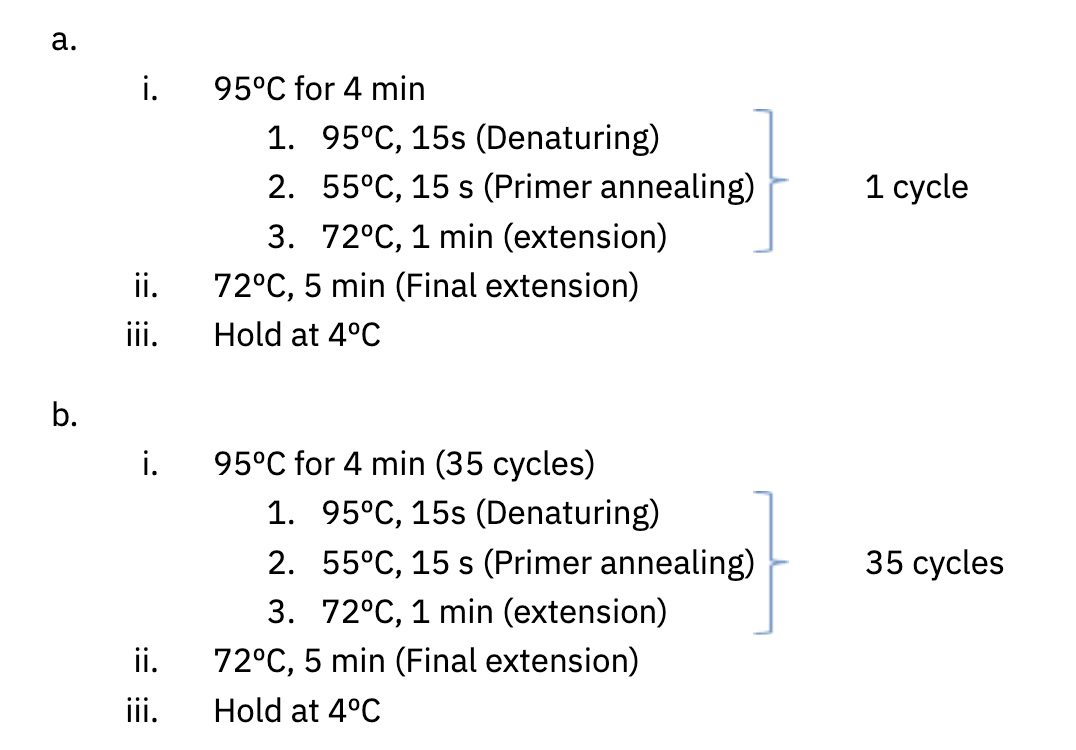 a.
i. 95ºC for 4 min
1. 95ºC, 15s (Denaturing)
2. 55ºC, 15 s (Primer annealing) 1 cycle
3. 72ºC, 1 min (extension)
ii. 72ºC, 5 min (Final extension)
iii. Hold at 4ºC
b.
i. 95ºC for 4 min (35 cycles)
1. 95ºC, 15s (Denaturing)
2. 55ºC, 15 s (Primer annealing) 35 cycles
3. 72ºC, 1 min (extension)
ii. 72ºC, 5 min (Final extension)
iii. Hold at 4ºC